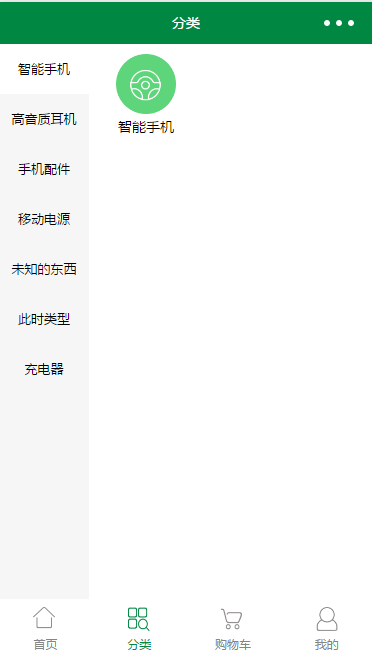 分类
智能手机
高音质耳机
手机配件
移动电源
未知的东西
此时类型
充电器
智能手机
首页
分类
购物车
我的